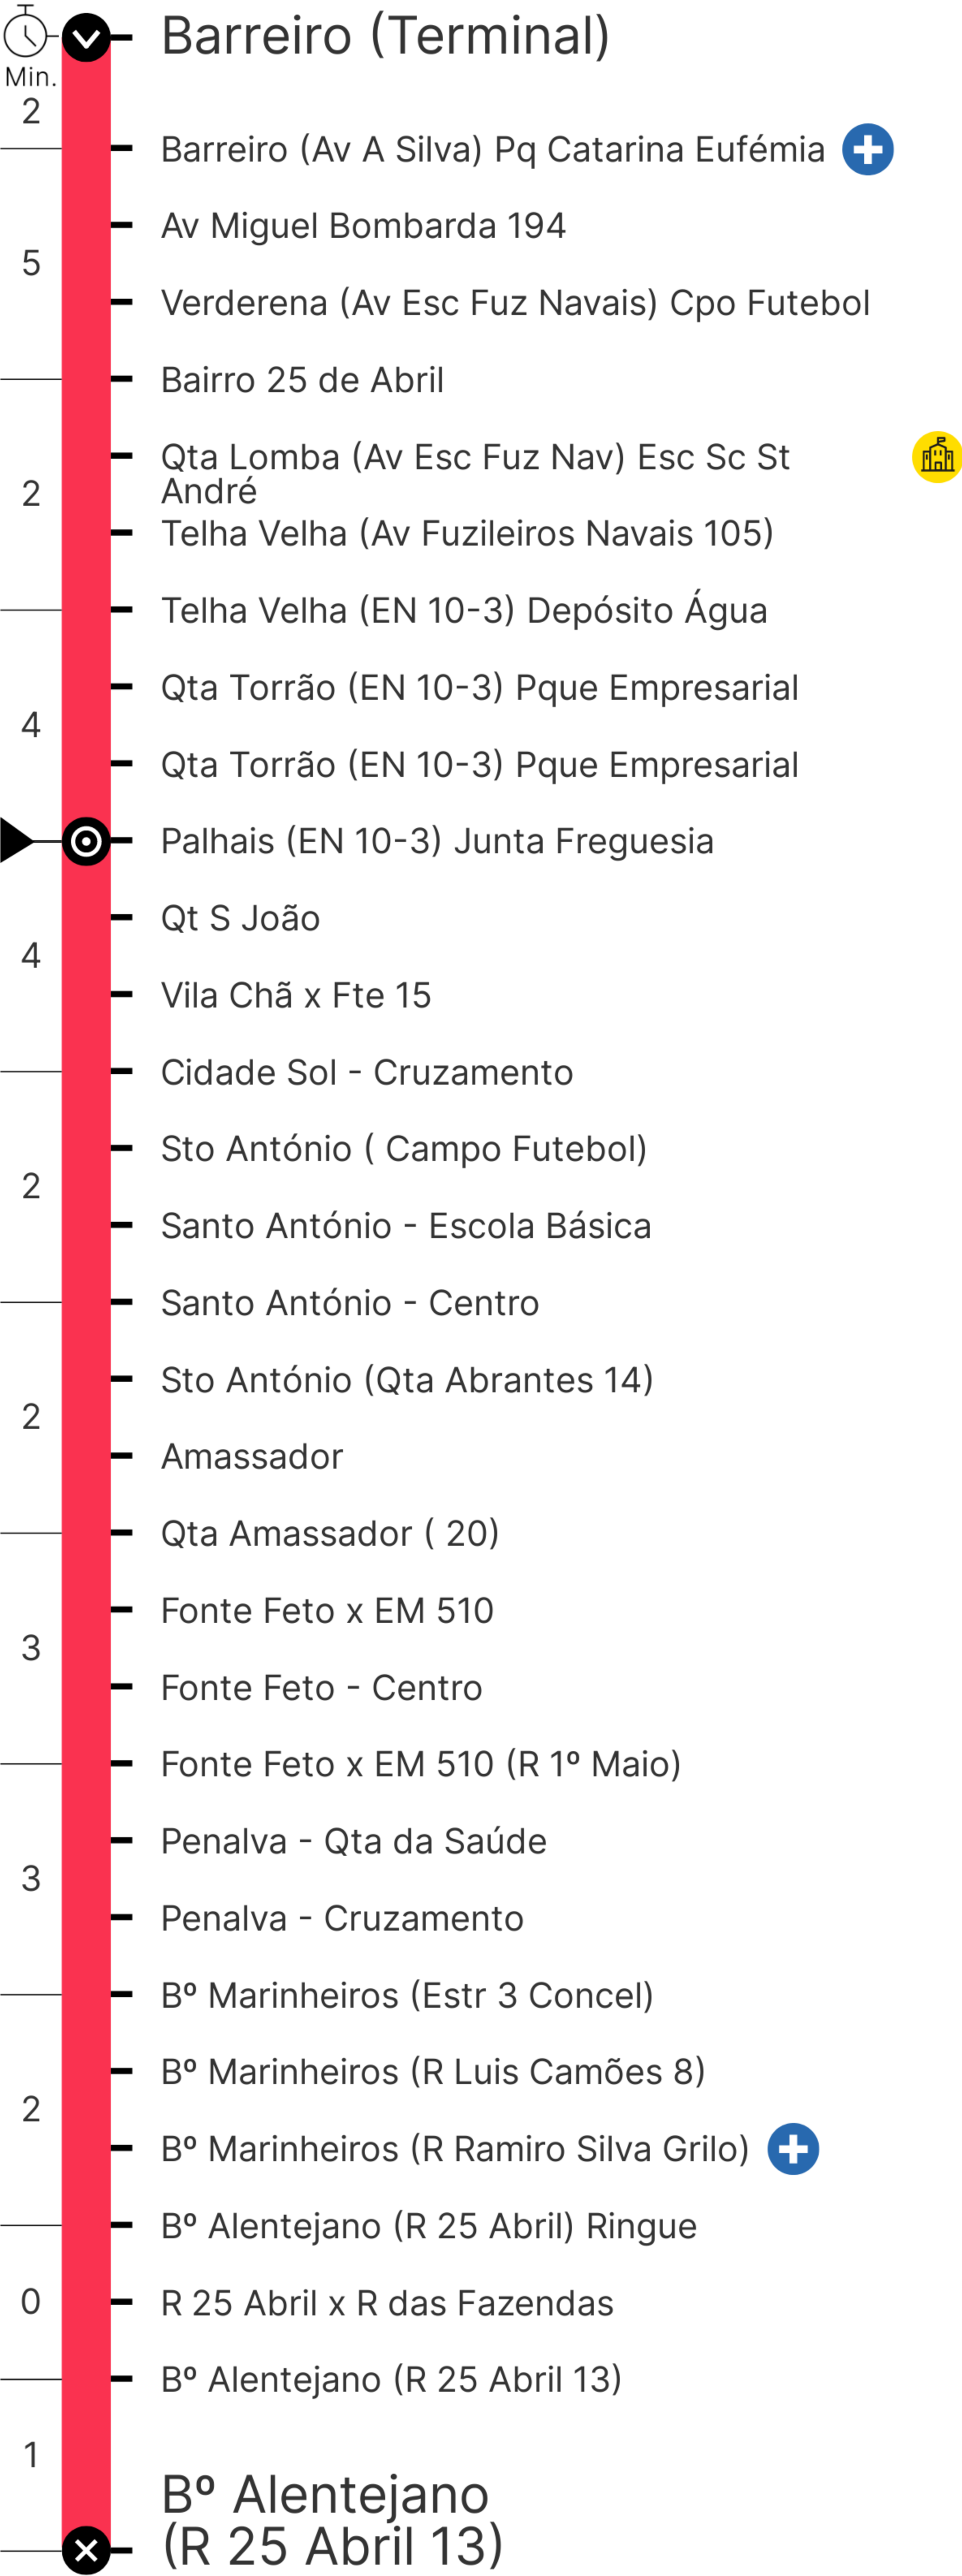 Barreiro (Terminal)
Min.
2
Barreiro (Av A Silva) Pq Catarina Eufémia
Av Miguel Bombarda 194
5
Verderena (Av Esc Fuz Navais) Cpo Futebol
Bairro 25 de Abril
Qta Lomba (Av Esc Fuz Nav) Esc Sc St
André
2
Telha Velha (Av Fuzileiros Navais 105)
Telha Velha (EN 10-3) Depósito Água
Qta Torrão (EN 10-3) Pque Empresarial
4
Qta Torrão (EN 10-3) Pque Empresarial
Palhais (EN 10-3) Junta Freguesia
Qt S João
4
Vila Chã x Fte 15
Cidade Sol - Cruzamento
Sto António ( Campo Futebol)
2
Santo António - Escola Básica
Santo António - Centro
Sto António (Qta Abrantes 14)
2
Amassador
Qta Amassador ( 20)
Fonte Feto x EM 510
3
Fonte Feto - Centro
Fonte Feto x EM 510 (R 1º Maio)
Penalva - Qta da Saúde
3
Penalva - Cruzamento
Bº Marinheiros (Estr 3 Concel)
Bº Marinheiros (R Luis Camões 8)
2
Bº Marinheiros (R Ramiro Silva Grilo)
Bº Alentejano (R 25 Abril) Ringue
0
R 25 Abril x R das Fazendas
Bº Alentejano (R 25 Abril 13)
1
Bº Alentejano
(R 25 Abril 13)